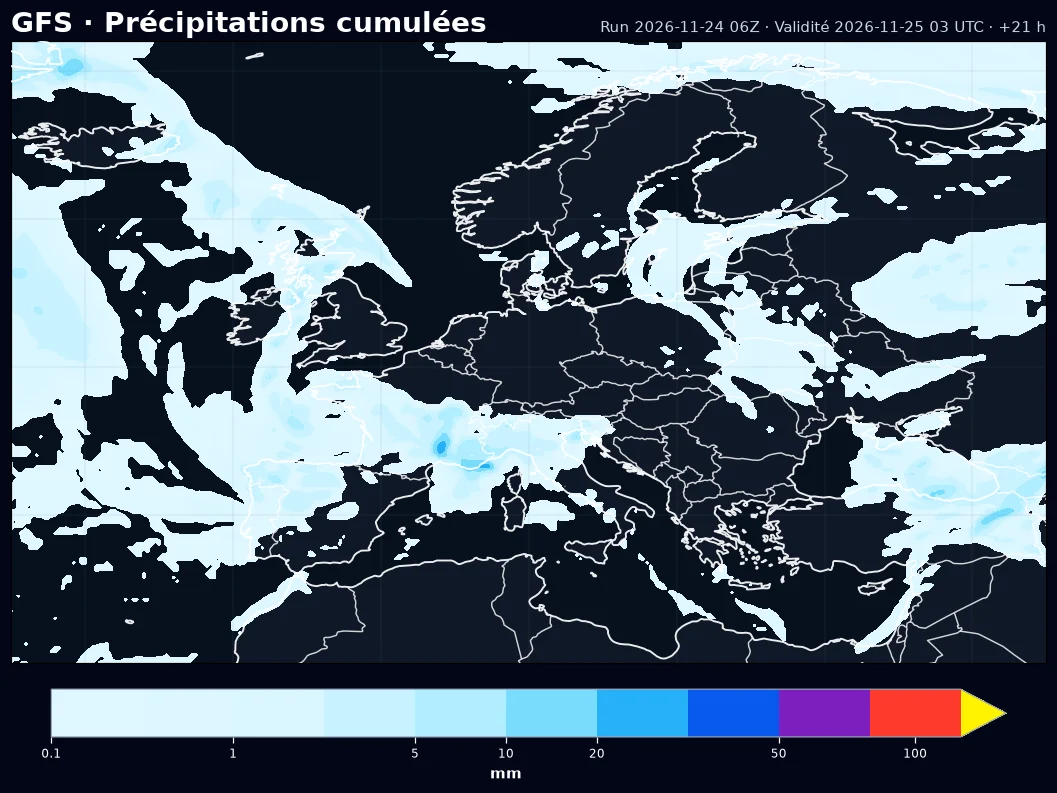 GFS · Précipitations cumulées
Run 2026-11-24 06Z · Validité 2026-11-25 03 UTC · +21 h
0.1 1 5 10 20 50 100
mm